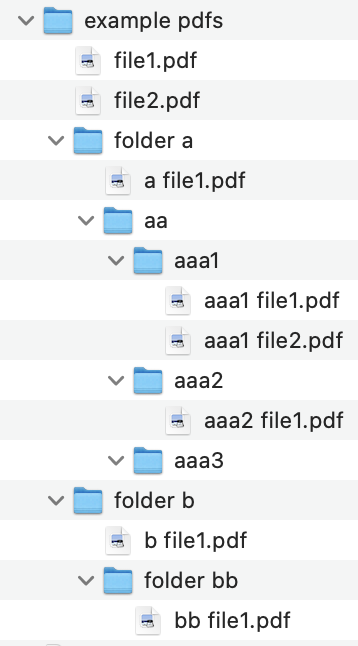 example pdfs
file1.pdf
file2.pdf
folder a
a file1.pdf
aa
aaa1
aaa1 file1.pdf
aaa1 file2.pdf
aaa2
aaa2 file1.pdf
aaa3
folder b
b file1.pdf
folder bb
bb file1.pdf